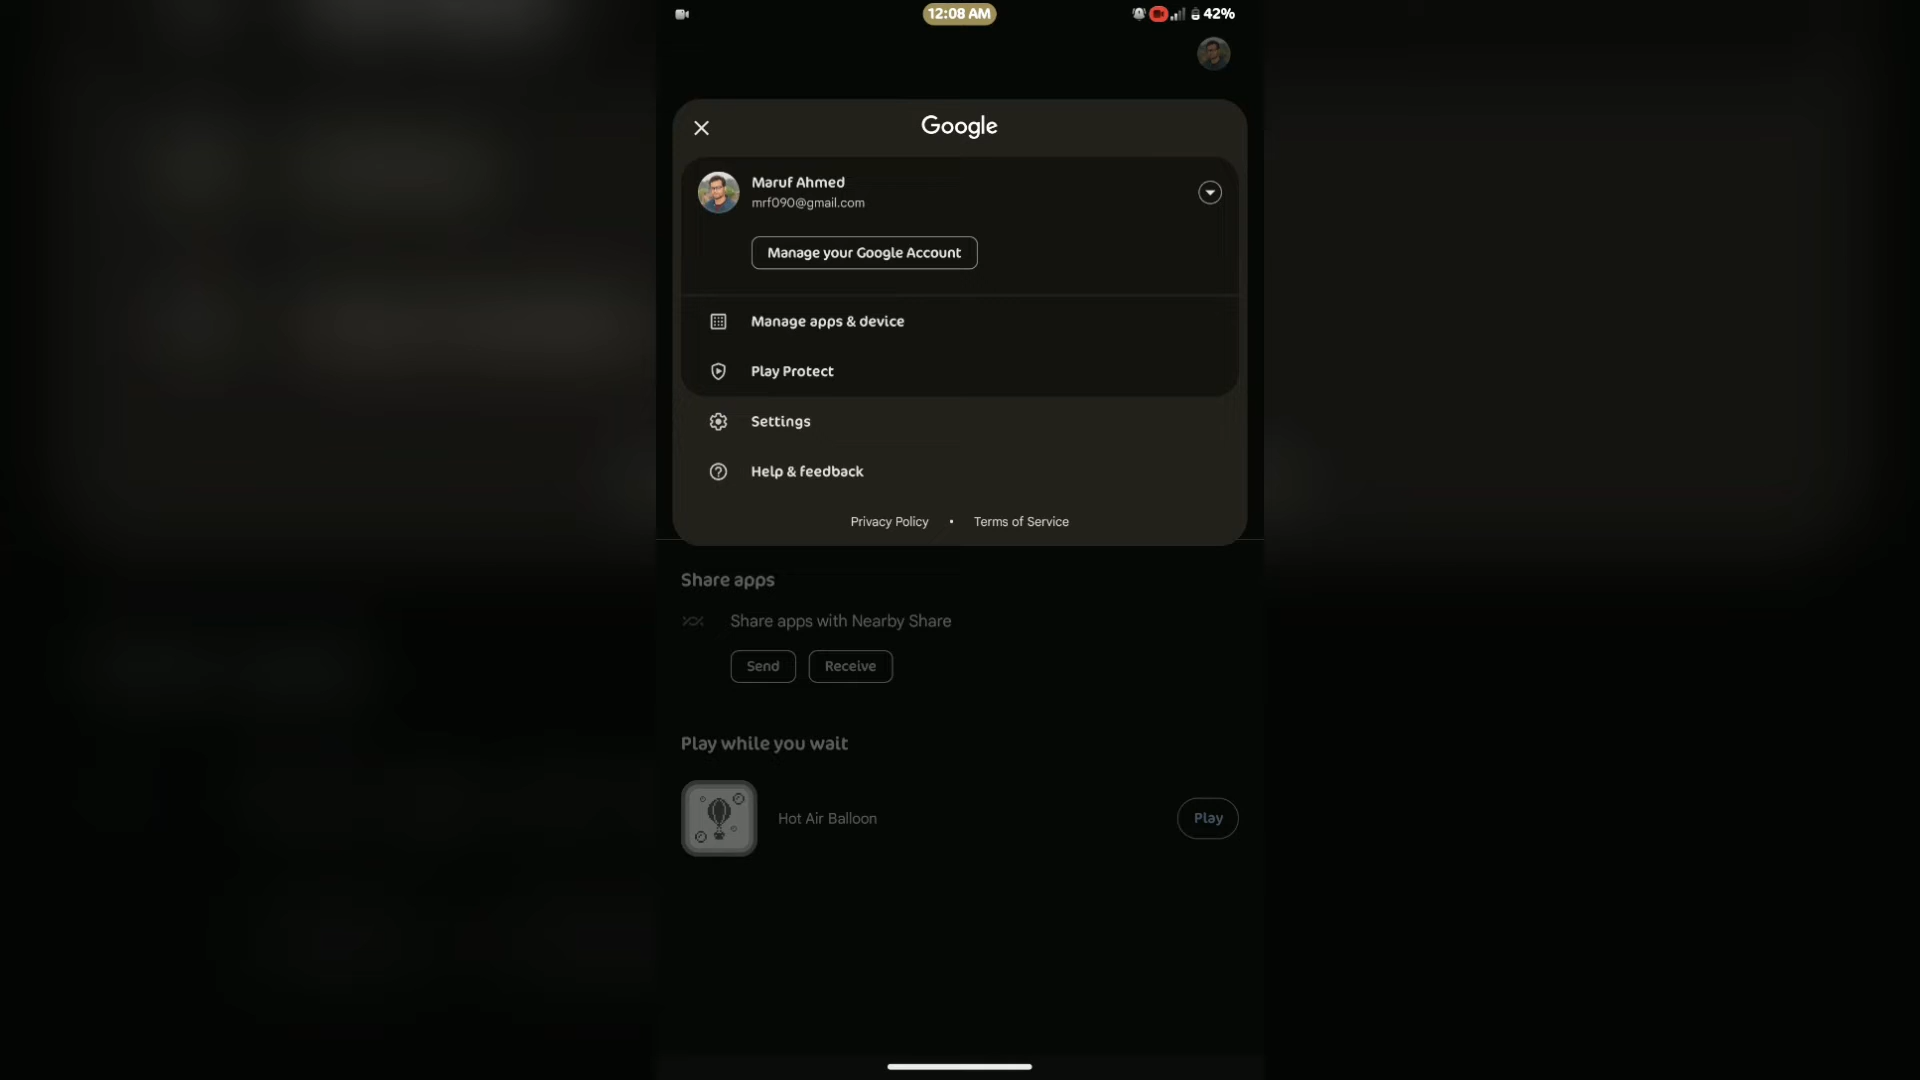 12:08 AM
42%
Google
Maruf Ahmed
mrf090@gmail.com
Manage your Google Account
Manage apps & device
Play Protect
Settings
Help & feedback
Privacy Policy • Terms of Service
Share apps
Share apps with Nearby Share
Send Receive
Play while you wait
Hot Air Balloon
Play